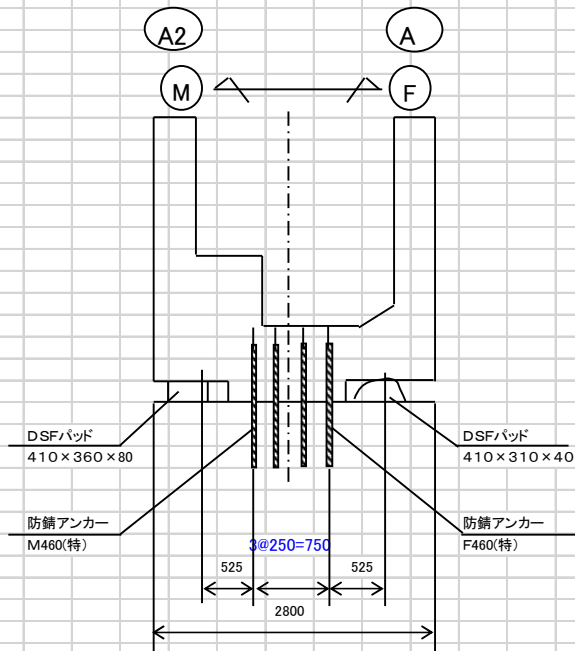 A2
A
M
F
DSFパッド
410×360×80
DSFパッド
410×310×40
防錆アンカー
M460(特)
防錆アンカー
F460(特)
3@250=750
525
525
2800